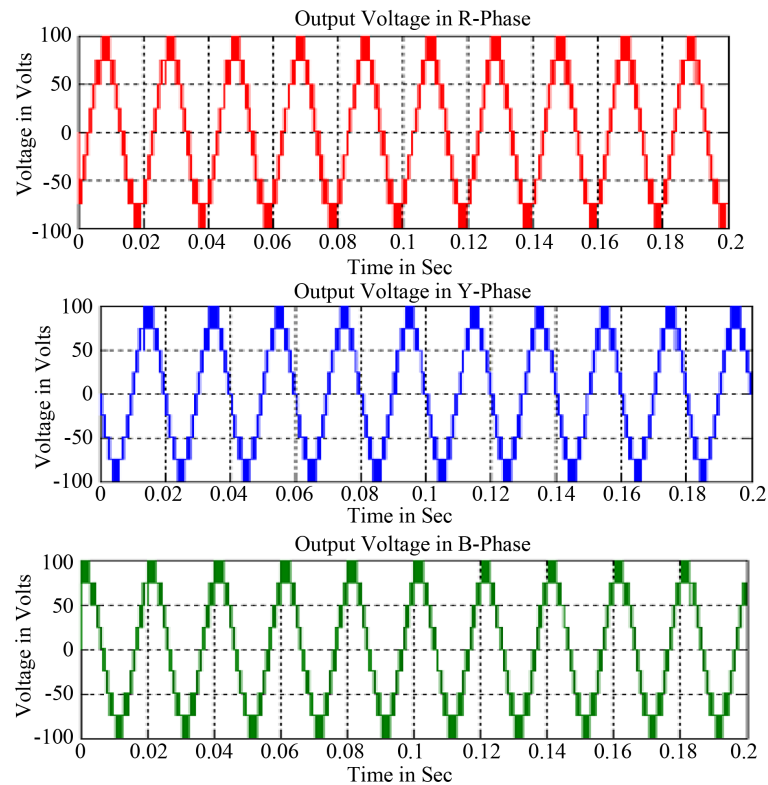 Output Voltage in R-Phase
Voltage in Volts
100
50
0
-50
-100
0 0.02 0.04 0.06 0.08 0.1 0.12 0.14 0.16 0.18 0.2
Time in Sec
Output Voltage in Y-Phase
Voltage in Volts
100
50
0
-50
-100
0 0.02 0.04 0.06 0.08 0.1 0.12 0.14 0.16 0.18 0.2
Time in Sec
Output Voltage in B-Phase
Voltage in Volts
100
50
0
-50
-100
0 0.02 0.04 0.06 0.08 0.1 0.12 0.14 0.16 0.18 0.2
Time in Sec